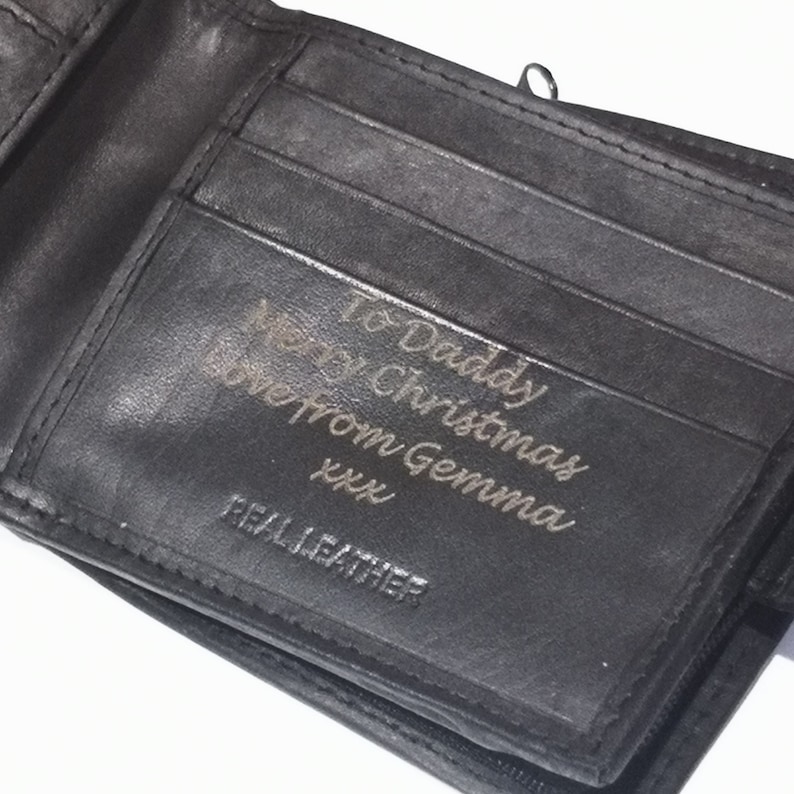 To Daddy
Merry Christmas
Love from Gemma
xxx
REAL LEATHER